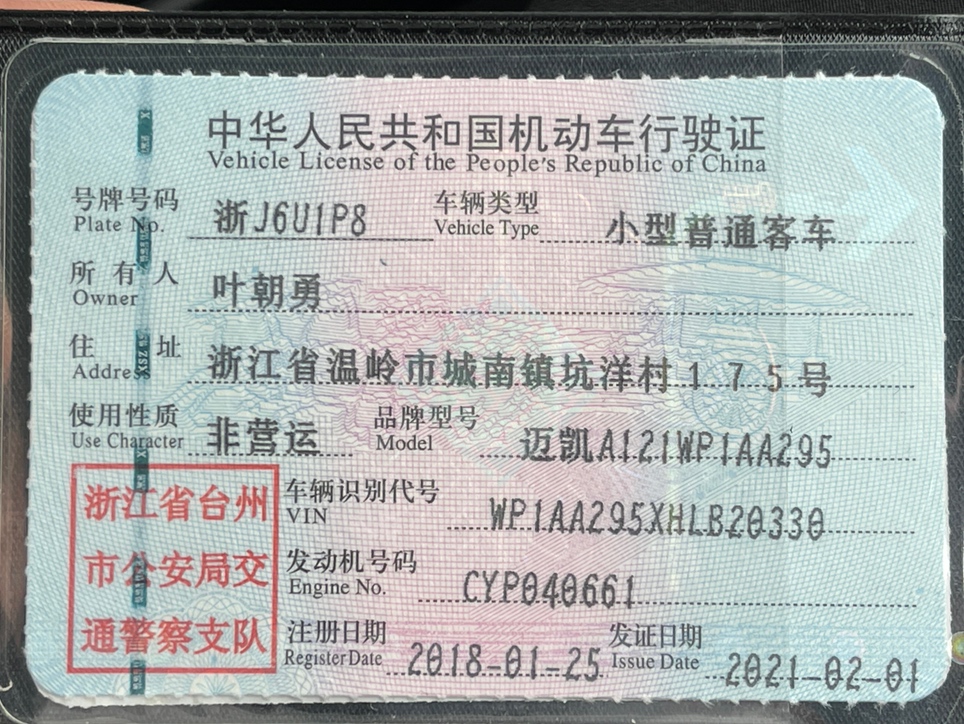 中华人民共和国机动车行驶证
Vehicle License of the People's Republic of China
号牌号码 浙J6U1P8 车辆类型 小型普通客车
Plate No. Vehicle Type
所有人 叶朝勇
Owner
住址 浙江省温岭市城南镇坑洋村175号
Address
使用性质 非营运 品牌型号 迈凯A121WP1AA295
Use Character Model
浙江省台州
市公安局交
通警察支队
车辆识别代号 WP1AA295XHLB20330
VIN
发动机号码 CYP040661
Engine No.
注册日期 2018-01-25 发证日期 2021-02-01
Register Date Issue Date